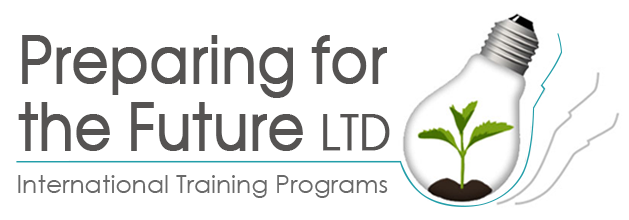 Preparing for
the Future LTD
International Training Programs